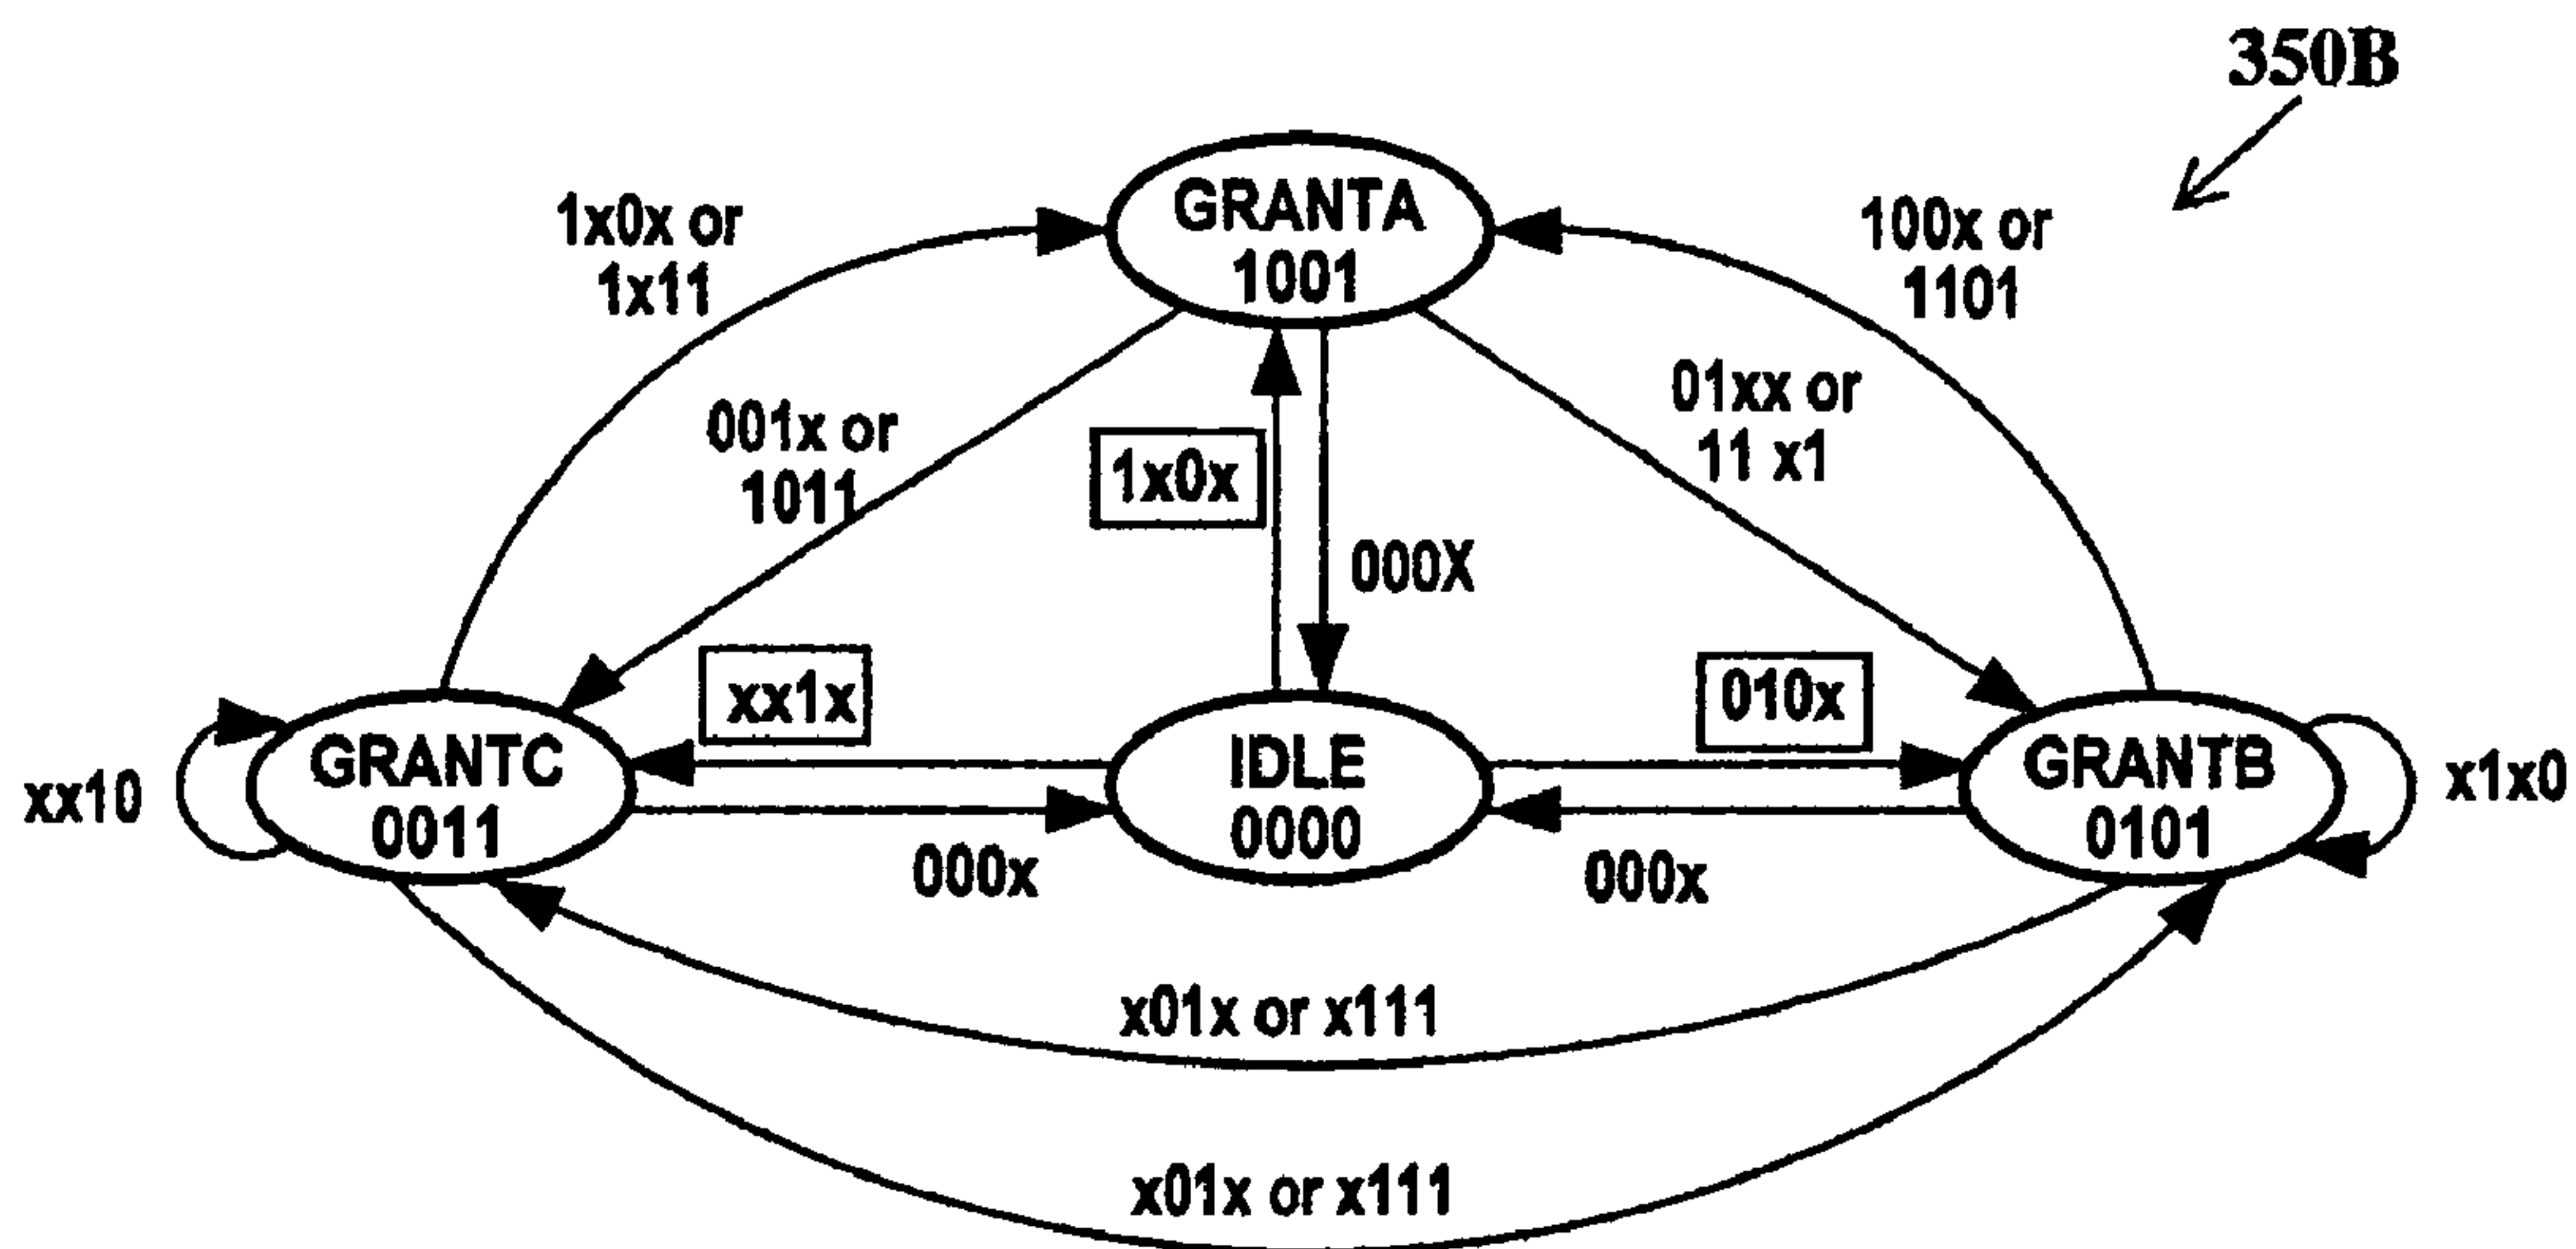 350B
GRANTA
1001
1x0x or
1x11
100x or
1101
001x or
1011
1x0x
01xx or
11 x1
000X
xx1x
010x
xx10
GRANTC
0011
IDLE
0000
GRANTB
0101
x1x0
000x
000x
x01x or x111
x01x or x111